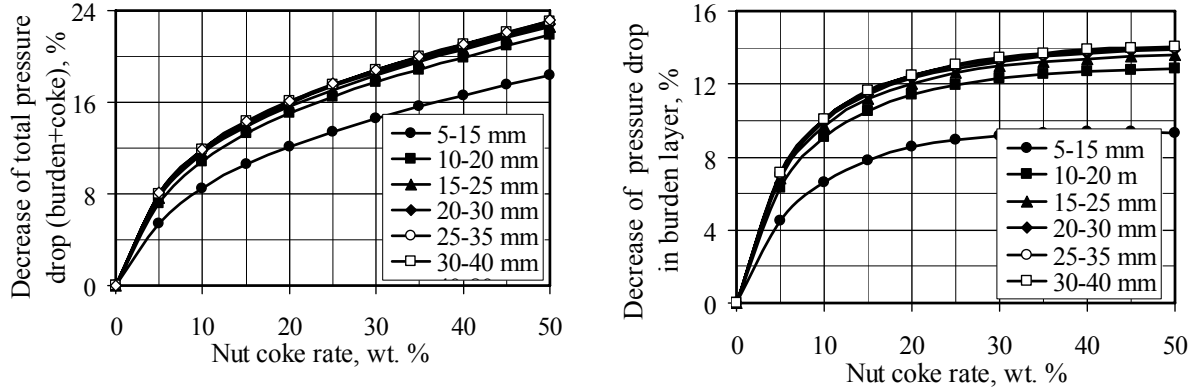 Decrease of total pressure
drop (burden+coke), %
24
16
8
0
0 10 20 30 40 50
Nut coke rate, wt. %
5-15 mm
10-20 mm
15-25 mm
20-30 mm
25-35 mm
30-40 mm
Decrease of pressure drop
in burden layer, %
16
12
8
4
0
0 10 20 30 40 50
Nut coke rate, wt. %
5-15 mm
10-20 m
15-25 mm
20-30 mm
25-35 mm
30-40 mm